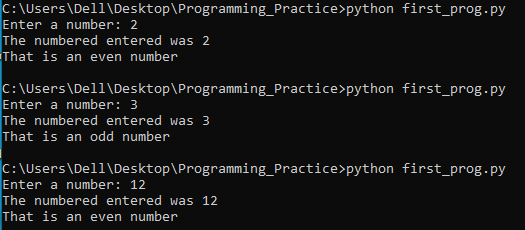 C:\Users\Dell\Desktop\Programming_Practice>python first_prog.py
Enter a number: 2
The numbered entered was 2
That is an even number
C:\Users\Dell\Desktop\Programming_Practice>python first_prog.py
Enter a number: 3
The numbered entered was 3
That is an odd number
C:\Users\Dell\Desktop\Programming_Practice>python first_prog.py
Enter a number: 12
The numbered entered was 12
That is an even number